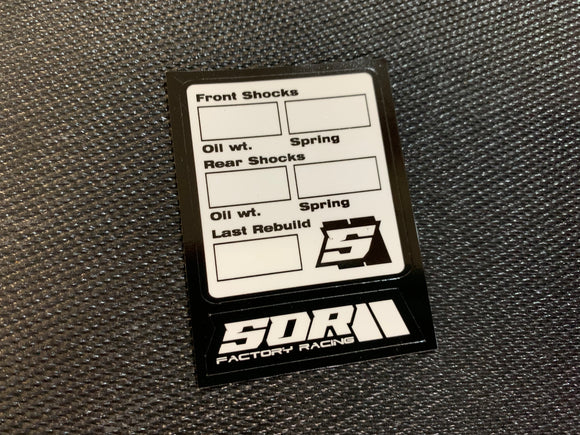 Front Shocks
Oil wt. Spring
Rear Shocks
Oil wt. Spring
Last Rebuild
S
SOR
FACTORY RACING